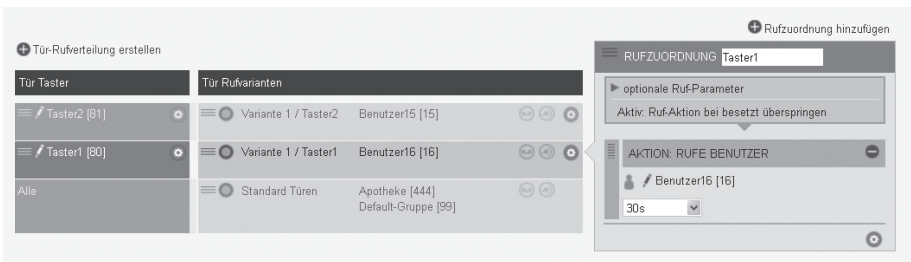 Rufzuordnung hinzufügen
Tür-Rufverteilung erstellen
RUFZUORDNUNG Taster1
Tür Taster
Tür Rufvarianten
optionale Ruf-Parameter
Aktiv: Ruf-Aktion bei besetzt überspringen
Taster2 [81]
Variante 1 / Taster2 Benutzer15 [15]
Taster1 [80]
Variante 1 / Taster1 Benutzer16 [16]
AKTION: RUFE BENUTZER
Benutzer16 [16]
30s
Alle
Standard Türen Apotheke [444]
Default-Gruppe [99]